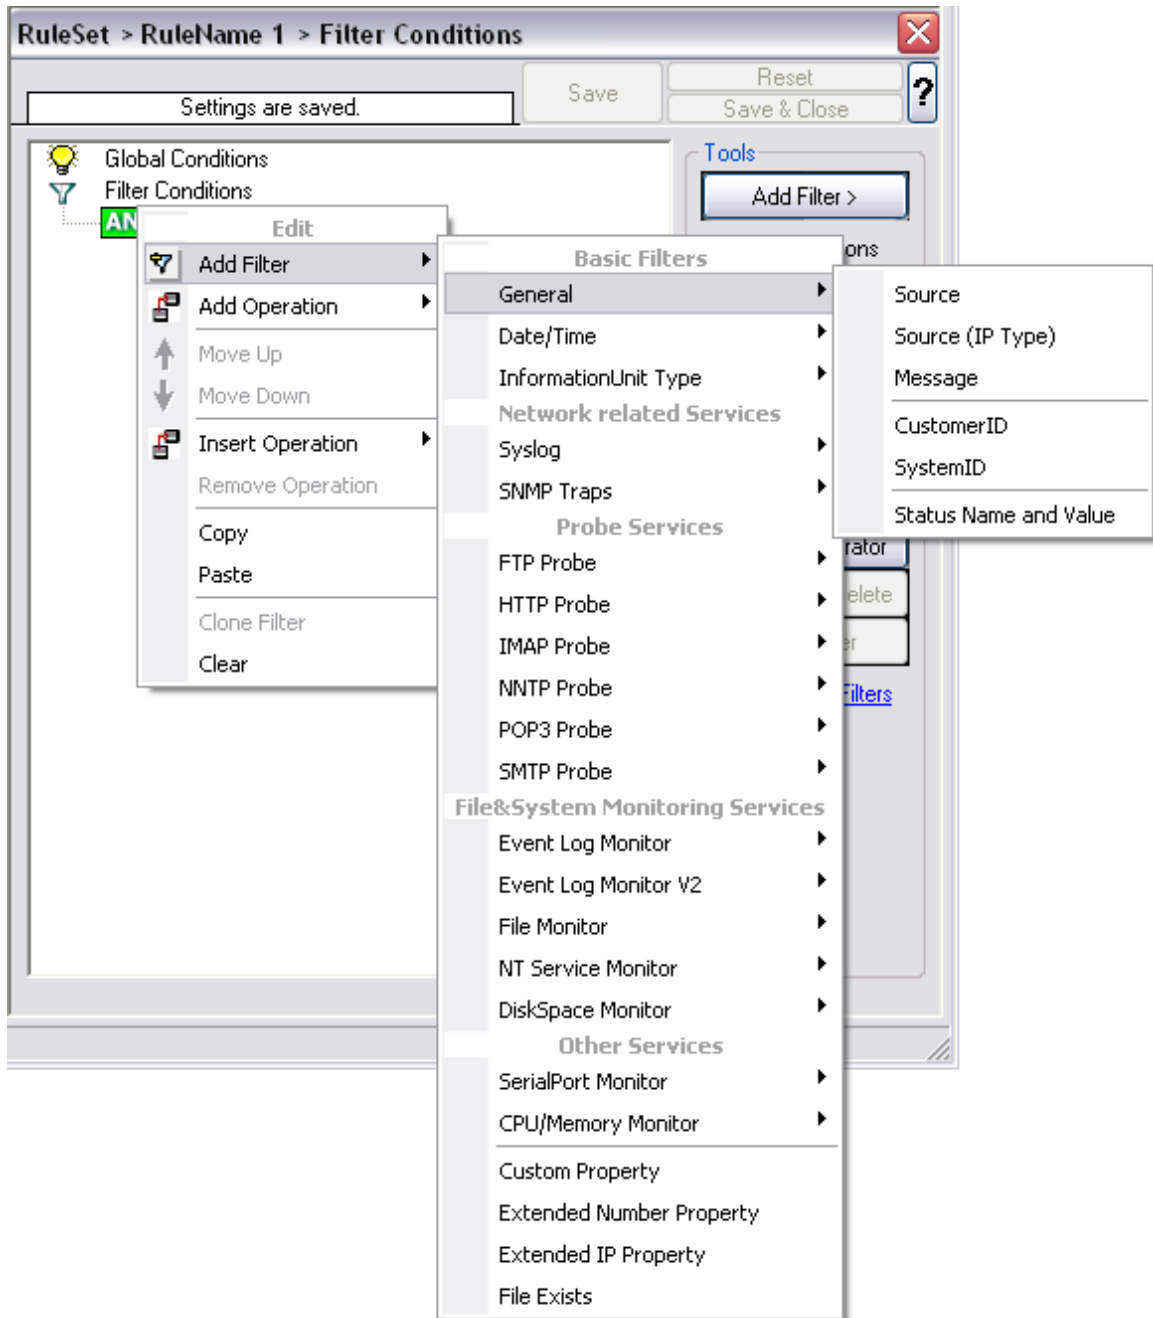 RuleSet > RuleName 1 > Filter Conditions
Settings are saved.
Save
Reset
Save & Close
?
Global Conditions
Filter Conditions
AN
Tools
Add Filter >
ons
rator
elete
er
Filters
Edit
Add Filter
Add Operation
Move Up
Move Down
Insert Operation
Remove Operation
Copy
Paste
Clone Filter
Clear
Basic Filters
General
Date/Time
InformationUnit Type
Network related Services
Syslog
SNMP Traps
Probe Services
FTP Probe
HTTP Probe
IMAP Probe
NNTP Probe
POP3 Probe
SMTP Probe
File&System Monitoring Services
Event Log Monitor
Event Log Monitor V2
File Monitor
NT Service Monitor
DiskSpace Monitor
Other Services
SerialPort Monitor
CPU/Memory Monitor
Custom Property
Extended Number Property
Extended IP Property
File Exists
Source
Source (IP Type)
Message
CustomerID
SystemID
Status Name and Value